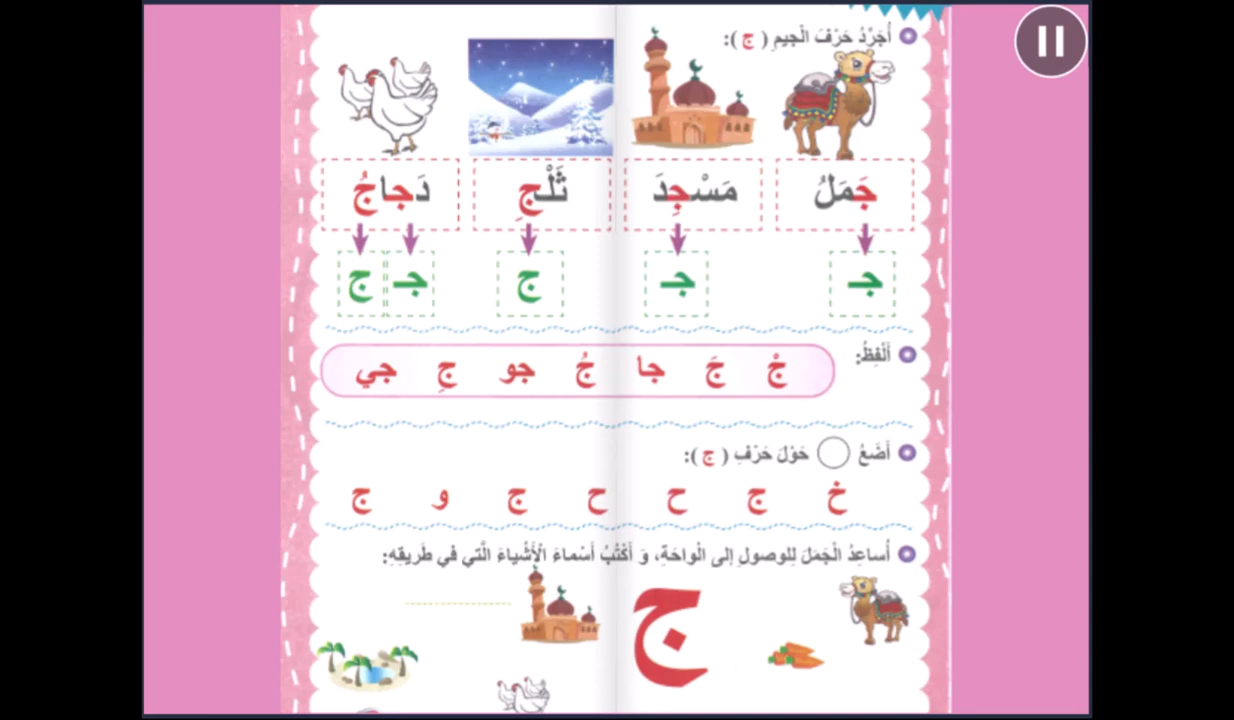 أُجَرِّدُ حَرْفَ الْجيمِ ( ج ):
جَمَلُ مَسْجِدَ ثَلْجِ دَجاجُ
جـ جـ ج جـ ج
أَلْفِظُ:
جْ جَ جا جُ جو جِ جي
أَضَعُ حَوْلَ حَرْفِ ( ج ):
خ ج ح ح ج و ج
أُساعِدُ الْجَمَلَ لِلوصولِ إلى الْواحَةِ، وَ أَكْتُبُ أَسْماءَ الْأَشْياءَ الَّتي في طَريقِهِ:
ج